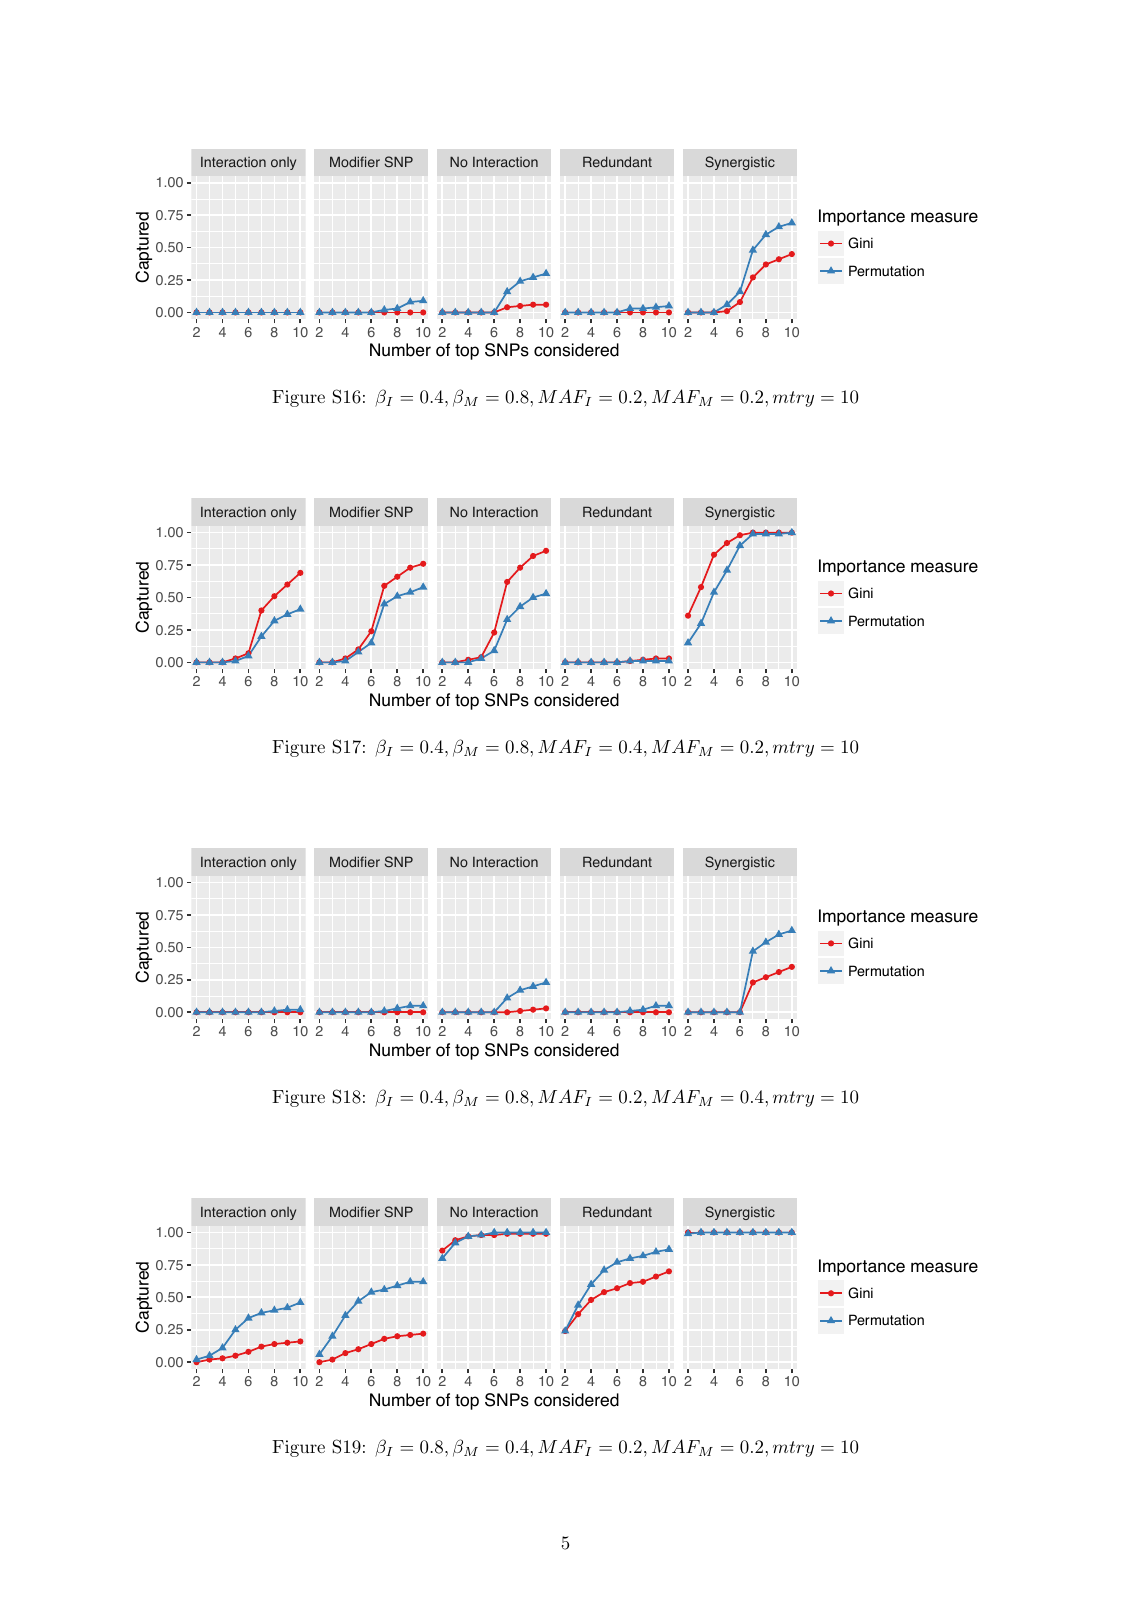 Interaction only Modifier SNP No Interaction Redundant Synergistic
1.00
0.75
0.50
0.25
0.00
Captured
2 4 6 8 10 2 4 6 8 10 2 4 6 8 10 2 4 6 8 10 2 4 6 8 10
Number of top SNPs considered
Importance measure
Gini
Permutation
Figure S16: β_I = 0.4, β_M = 0.8, MAF_I = 0.2, MAF_M = 0.2, mtry = 10
Interaction only Modifier SNP No Interaction Redundant Synergistic
1.00
0.75
0.50
0.25
0.00
Captured
2 4 6 8 10 2 4 6 8 10 2 4 6 8 10 2 4 6 8 10 2 4 6 8 10
Number of top SNPs considered
Importance measure
Gini
Permutation
Figure S17: β_I = 0.4, β_M = 0.8, MAF_I = 0.4, MAF_M = 0.2, mtry = 10
Interaction only Modifier SNP No Interaction Redundant Synergistic
1.00
0.75
0.50
0.25
0.00
Captured
2 4 6 8 10 2 4 6 8 10 2 4 6 8 10 2 4 6 8 10 2 4 6 8 10
Number of top SNPs considered
Importance measure
Gini
Permutation
Figure S18: β_I = 0.4, β_M = 0.8, MAF_I = 0.2, MAF_M = 0.4, mtry = 10
Interaction only Modifier SNP No Interaction Redundant Synergistic
1.00
0.75
0.50
0.25
0.00
Captured
2 4 6 8 10 2 4 6 8 10 2 4 6 8 10 2 4 6 8 10 2 4 6 8 10
Number of top SNPs considered
Importance measure
Gini
Permutation
Figure S19: β_I = 0.8, β_M = 0.4, MAF_I = 0.2, MAF_M = 0.2, mtry = 10
5